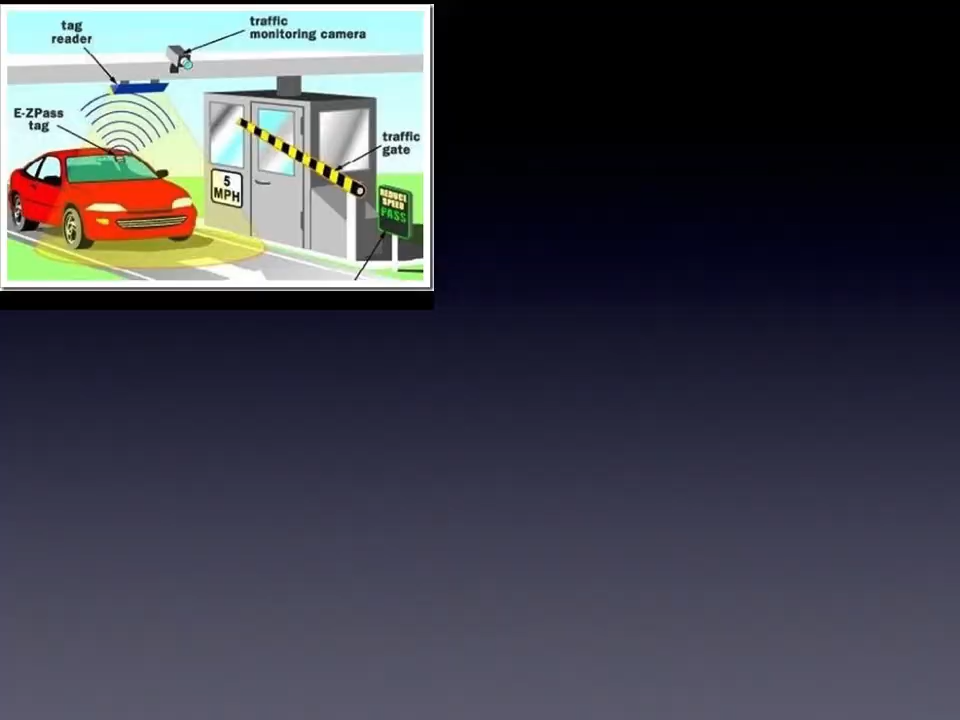 tag
reader
traffic
monitoring camera
E-ZPass
tag
traffic
gate
5
MPH
REDUCE
SPEED
PASS